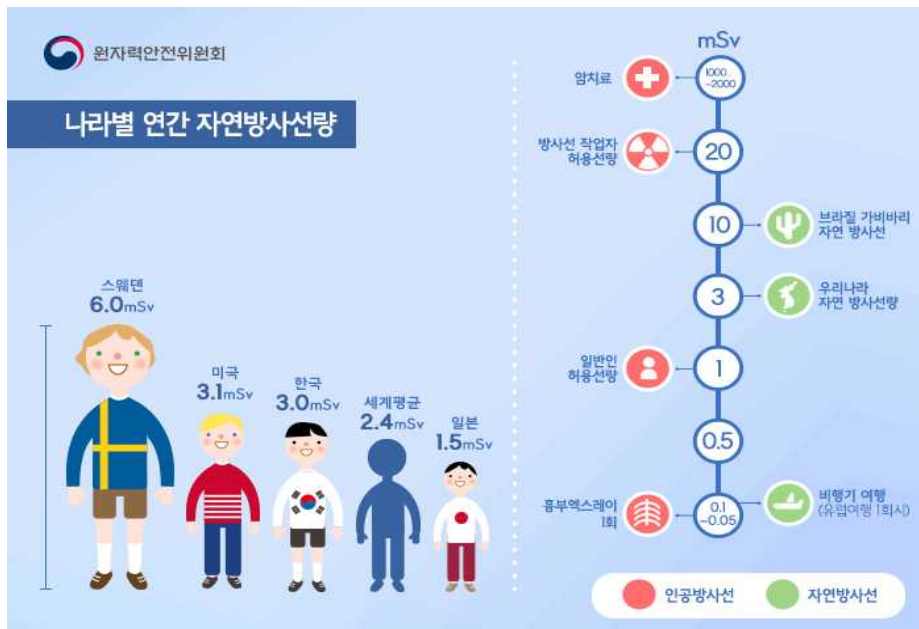 원자력안전위원회
나라별 연간 자연방사선량
스웨덴
6.0mSv
미국
3.1mSv
한국
3.0mSv
세계평균
2.4mSv
일본
1.5mSv
mSv
암치료
1000
~2000
방사선 작업자
허용선량
20
10
브라질 가비바리
자연 방사선
3
우리나라
자연 방사선량
일반인
허용선량
1
0.5
흉부엑스레이
1회
0.1
~0.05
비행기 여행
(유럽여행 1회시)
인공방사선
자연방사선